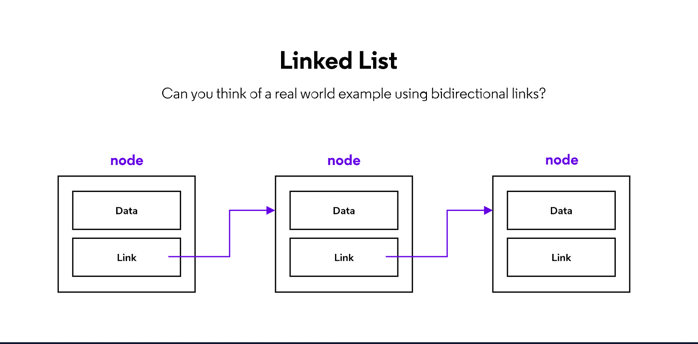 Linked List
Can you think of a real world example using bidirectional links?
node
node
node
Data
Data
Data
Link
Link
Link